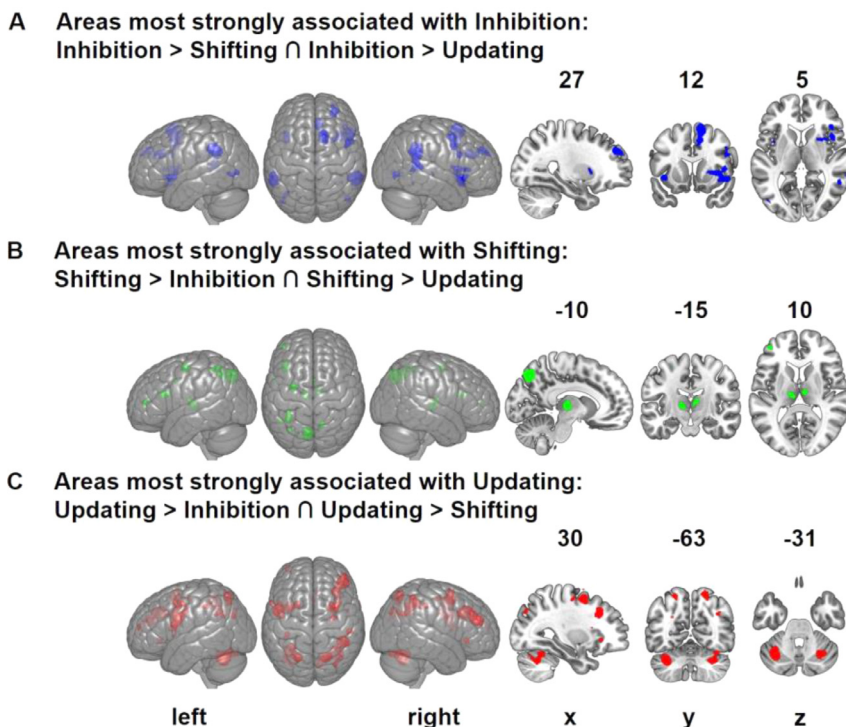 A Areas most strongly associated with Inhibition:
Inhibition > Shifting ∩ Inhibition > Updating
27 12 5
B Areas most strongly associated with Shifting:
Shifting > Inhibition ∩ Shifting > Updating
-10 -15 10
C Areas most strongly associated with Updating:
Updating > Inhibition ∩ Updating > Shifting
30 -63 -31
left right x y z